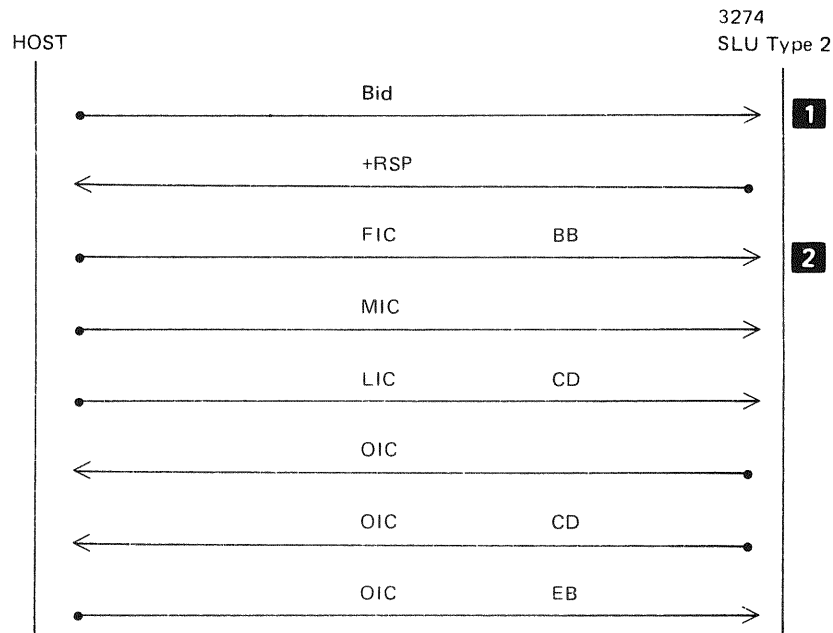 3274
HOST SLU Type 2
Bid
1
+RSP
FIC BB
2
MIC
LIC CD
OIC
OIC CD
OIC EB